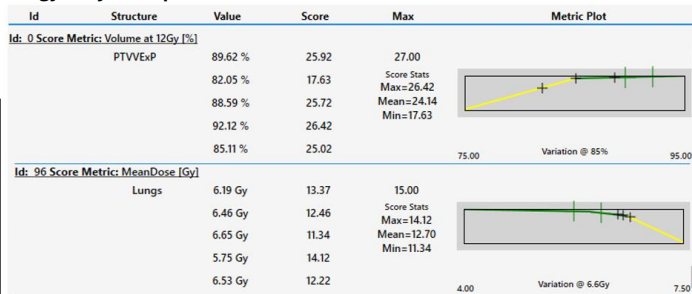 Id Structure Value Score Max Metric Plot
Id: 0 Score Metric: Volume at 12Gy [%]
PTVVExP 89.62 % 25.92 27.00
82.05 % 17.63 Score Stats
88.59 % 25.72 Max=26.42
92.12 % 26.42 Mean=24.14
85.11 % 25.02 Min=17.63
75.00 Variation @ 85% 95.00
Id: 96 Score Metric: MeanDose [Gy]
Lungs 6.19 Gy 13.37 15.00
6.46 Gy 12.46 Score Stats
6.65 Gy 11.34 Max=14.12
5.75 Gy 14.12 Mean=12.70
6.53 Gy 12.22 Min=11.34
4.00 Variation @ 6.6Gy 7.50